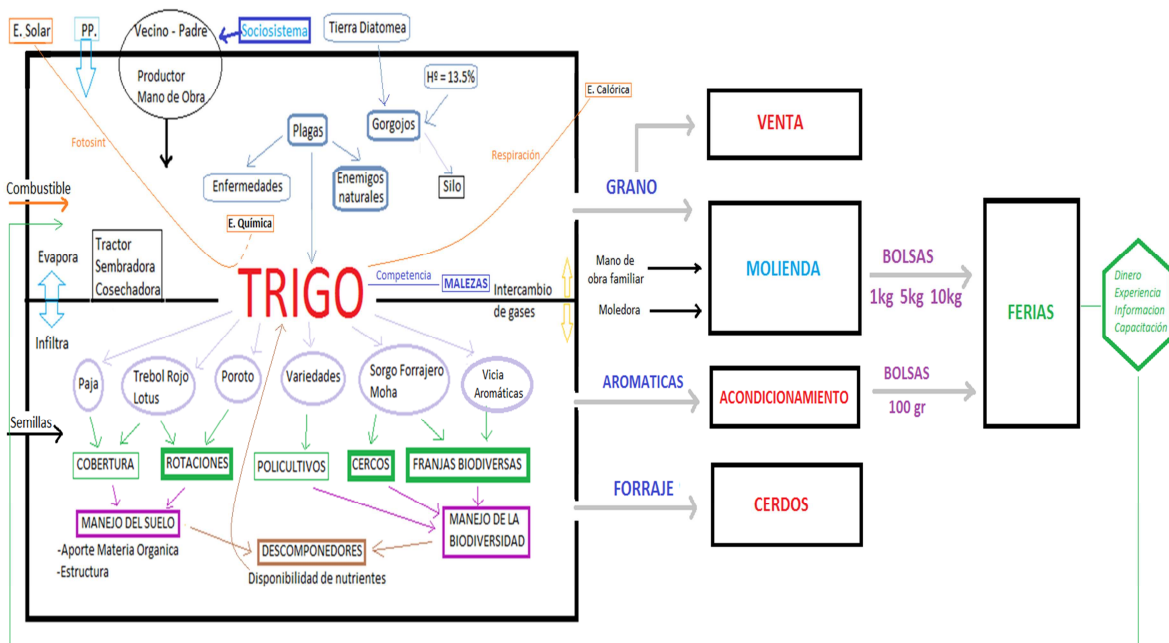 E. Solar
PP.
Vecino - Padre
Sociosistema
Tierra Diatomea
Productor
Mano de Obra
Hº = 13.5%
E. Calórica
Gorgojos
Plagas
Fotosint
Respiración
Enfermedades
Enemigos
naturales
Silo
Combustible
E. Química
Tractor
Sembradora
Cosechadora
Evapora
TRIGO
Competencia
MALEZAS
Intercambio
de gases
Infiltra
Paja
Trebol Rojo
Lotus
Poroto
Variedades
Sorgo Forrajero
Moha
Vicia
Aromáticas
Semillas
COBERTURA
ROTACIONES
POLICULTIVOS
CERCOS
FRANJAS BIODIVERSAS
MANEJO DEL SUELO
-Aporte Materia Organica
-Estructura
DESCOMPONEDORES
Disponibilidad de nutrientes
MANEJO DE LA
BIODIVERSIDAD
GRANO
VENTA
Mano de
obra familiar
Moledora
MOLIENDA
BOLSAS
1kg 5kg 10kg
FERIAS
Dinero
Experiencia
Informacion
Capacitación
AROMATICAS
ACONDICIONAMIENTO
BOLSAS
100 gr
FORRAJE
CERDOS